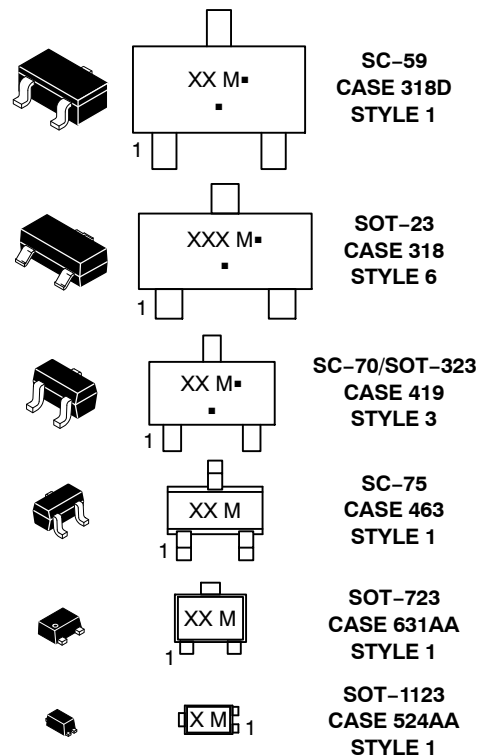 XX M▪
▪
1
SC−59
CASE 318D
STYLE 1
XXX M▪
▪
1
SOT−23
CASE 318
STYLE 6
XX M▪
▪
1
SC−70/SOT−323
CASE 419
STYLE 3
XX M
1
SC−75
CASE 463
STYLE 1
XX M
1
SOT−723
CASE 631AA
STYLE 1
X M
1
SOT−1123
CASE 524AA
STYLE 1